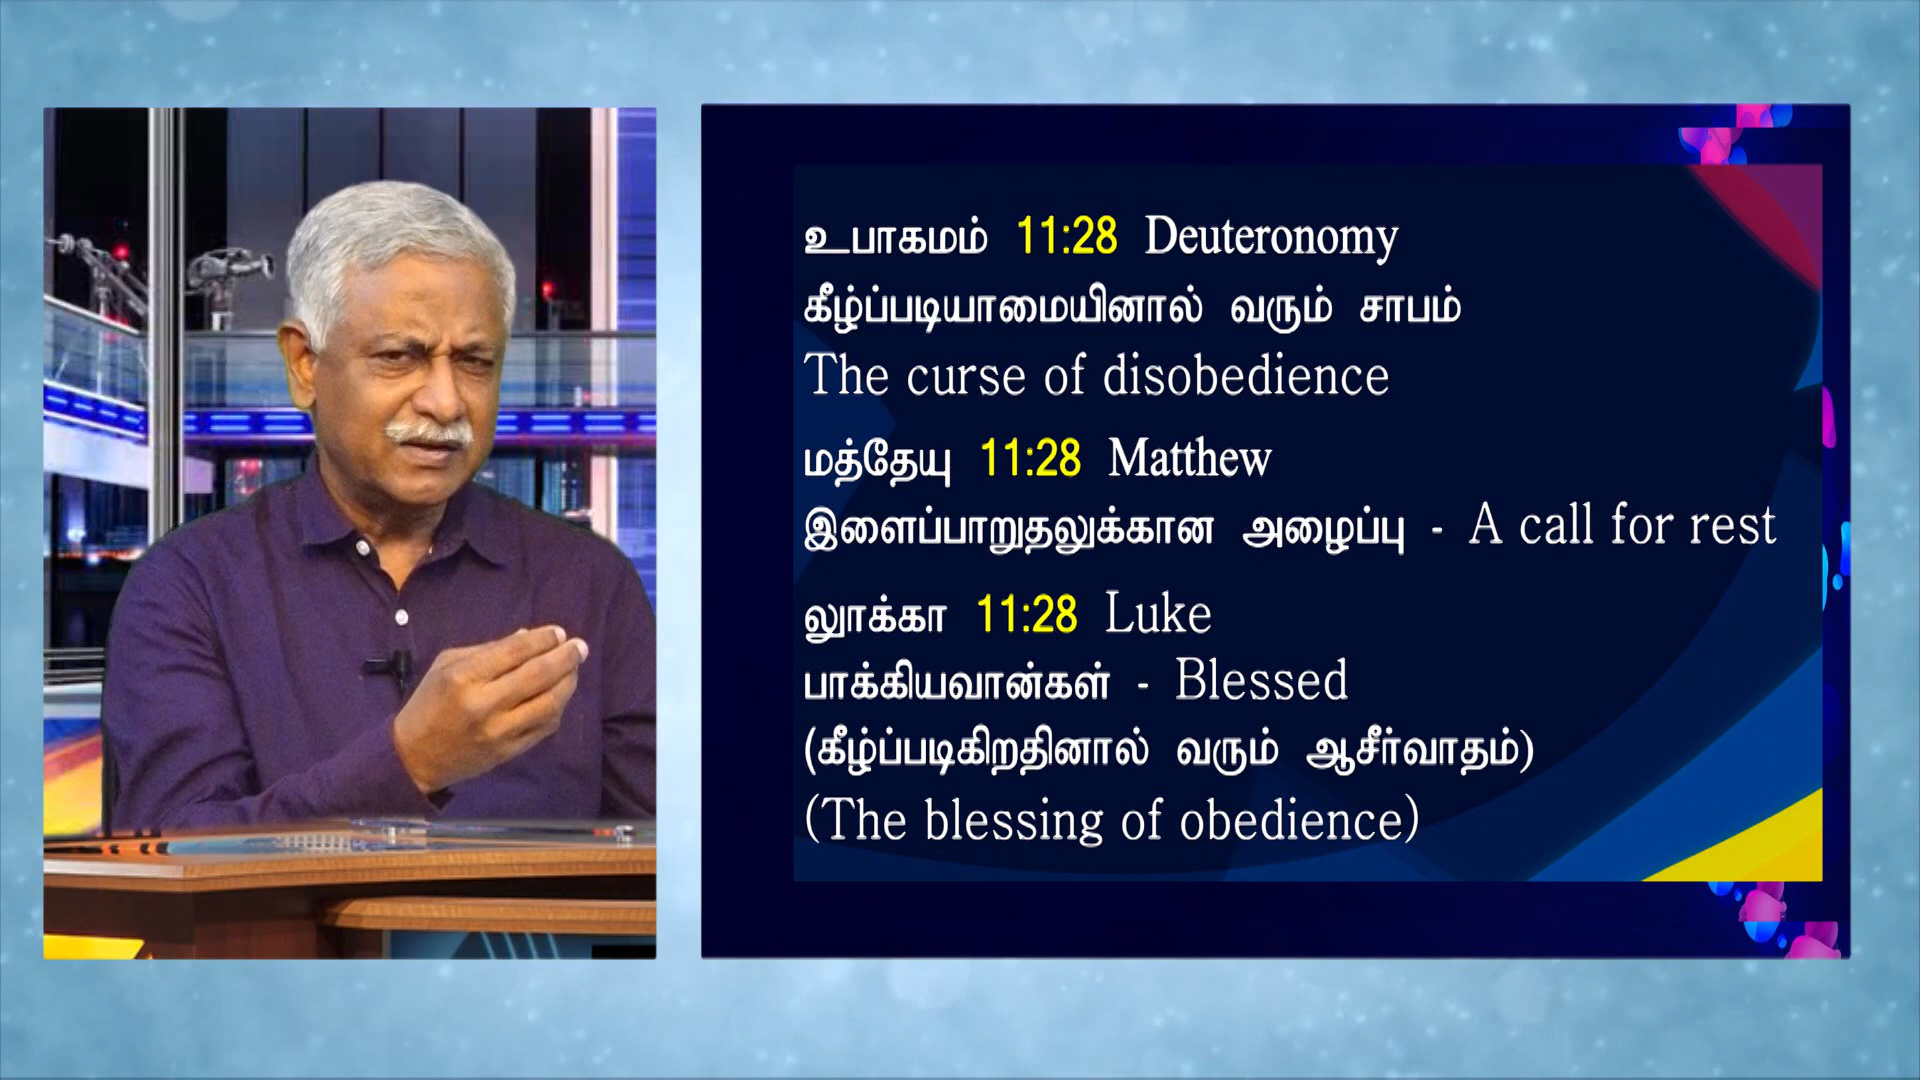 உபாகமம் 11:28 Deuteronomy
கீழ்ப்படியாமையினால் வரும் சாபம்
The curse of disobedience
மத்தேயு 11:28 Matthew
இளைப்பாறுதலுக்கான அழைப்பு - A call for rest
லூக்கா 11:28 Luke
பாக்கியவான்கள் - Blessed
(கீழ்ப்படிகிறதினால் வரும் ஆசீர்வாதம்)
(The blessing of obedience)